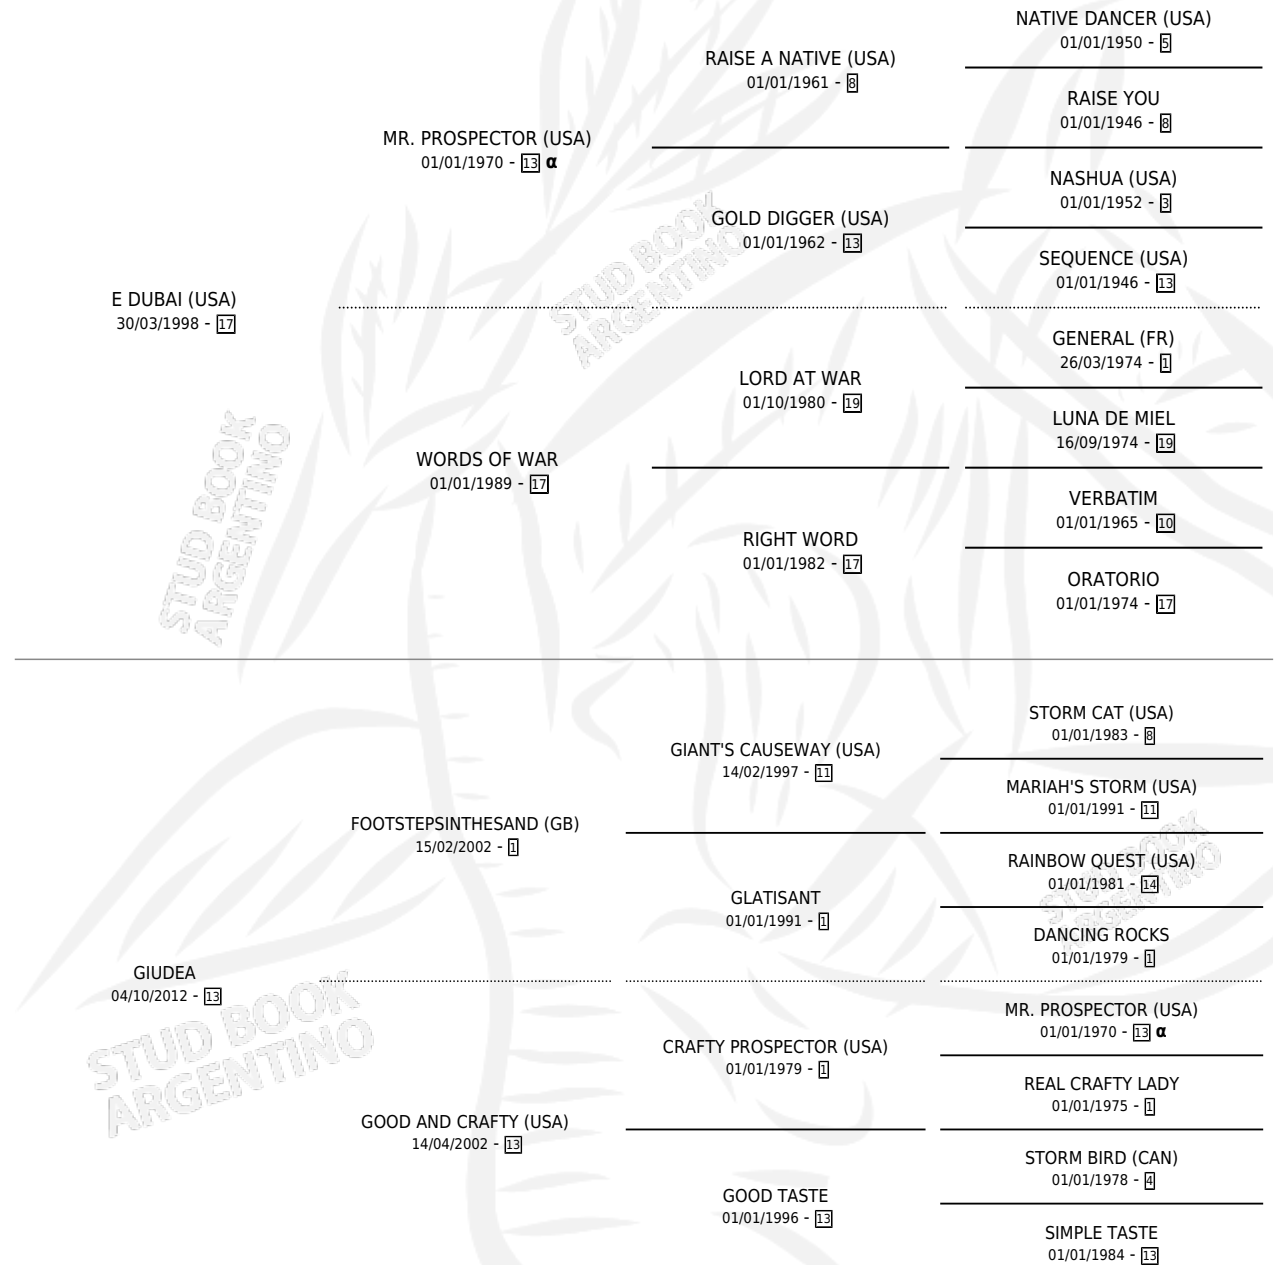 NATIVE DANCER (USA)
01/01/1950 - 5
RAISE A NATIVE (USA)
01/01/1961 - 8
RAISE YOU
01/01/1946 - 8
MR. PROSPECTOR (USA)
01/01/1970 - 13 α
NASHUA (USA)
01/01/1952 - 3
GOLD DIGGER (USA)
01/01/1962 - 13
SEQUENCE (USA)
01/01/1946 - 13
E DUBAI (USA)
30/03/1998 - 17
GENERAL (FR)
26/03/1974 - 1
LORD AT WAR
01/10/1980 - 19
LUNA DE MIEL
16/09/1974 - 19
WORDS OF WAR
01/01/1989 - 17
VERBATIM
01/01/1965 - 10
RIGHT WORD
01/01/1982 - 17
ORATORIO
01/01/1974 - 17
STORM CAT (USA)
01/01/1983 - 8
GIANT'S CAUSEWAY (USA)
14/02/1997 - 11
MARIAH'S STORM (USA)
01/01/1991 - 11
FOOTSTEPSINTHESAND (GB)
15/02/2002 - 1
RAINBOW QUEST (USA)
01/01/1981 - 14
GLATISANT
01/01/1991 - 1
DANCING ROCKS
01/01/1979 - 1
GIUDEA
04/10/2012 - 13
MR. PROSPECTOR (USA)
01/01/1970 - 13 α
CRAFTY PROSPECTOR (USA)
01/01/1979 - 1
REAL CRAFTY LADY
01/01/1975 - 1
GOOD AND CRAFTY (USA)
14/04/2002 - 13
STORM BIRD (CAN)
01/01/1978 - 4
GOOD TASTE
01/01/1996 - 13
SIMPLE TASTE
01/01/1984 - 13
STUD BOOK
ARGENTINO
STUD BOOK
ARGENTINO
STUD BOOK
ARGENTINO
STUD BOOK
ARGENTINO